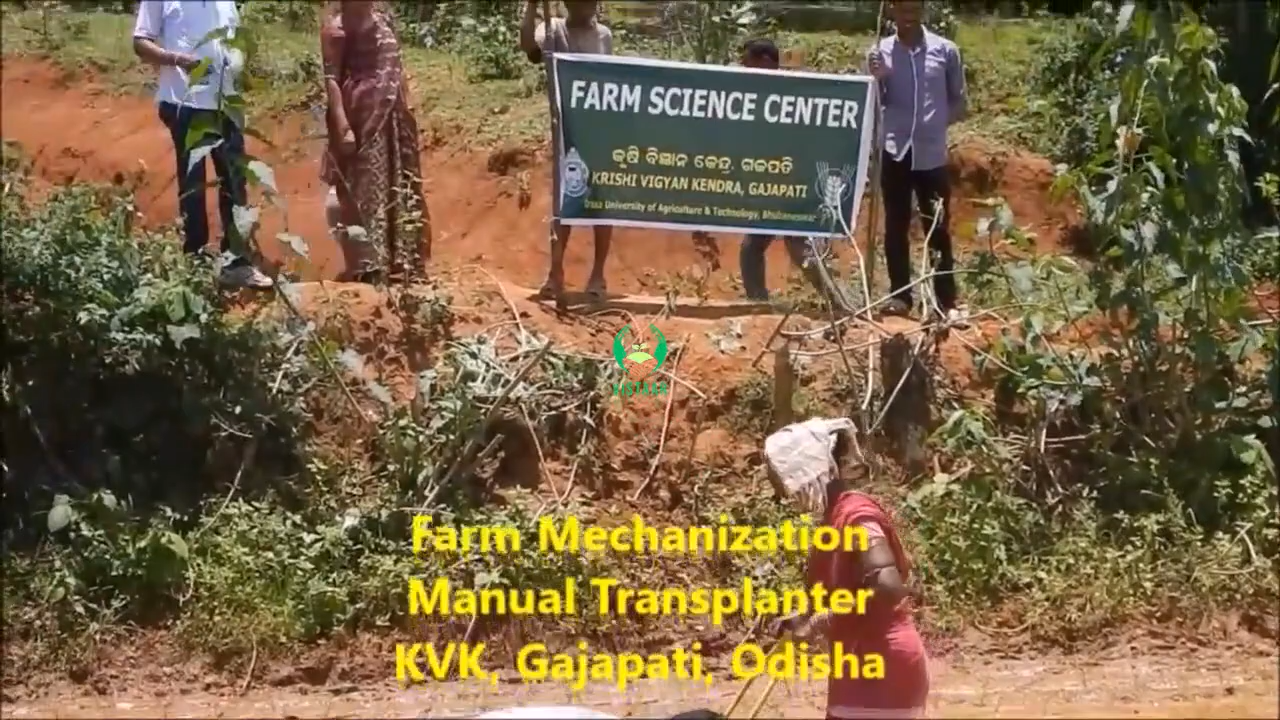 FARM SCIENCE CENTER
କୃଷି ବିଜ୍ଞାନ କେନ୍ଦ୍ର, ଗଜପତି
KRISHI VIGYAN KENDRA, GAJAPATI
Orissa University of Agriculture & Technology, Bhubaneswar
VISTAAR
Farm Mechanization
Manual Transplanter
KVK, Gajapati, Odisha